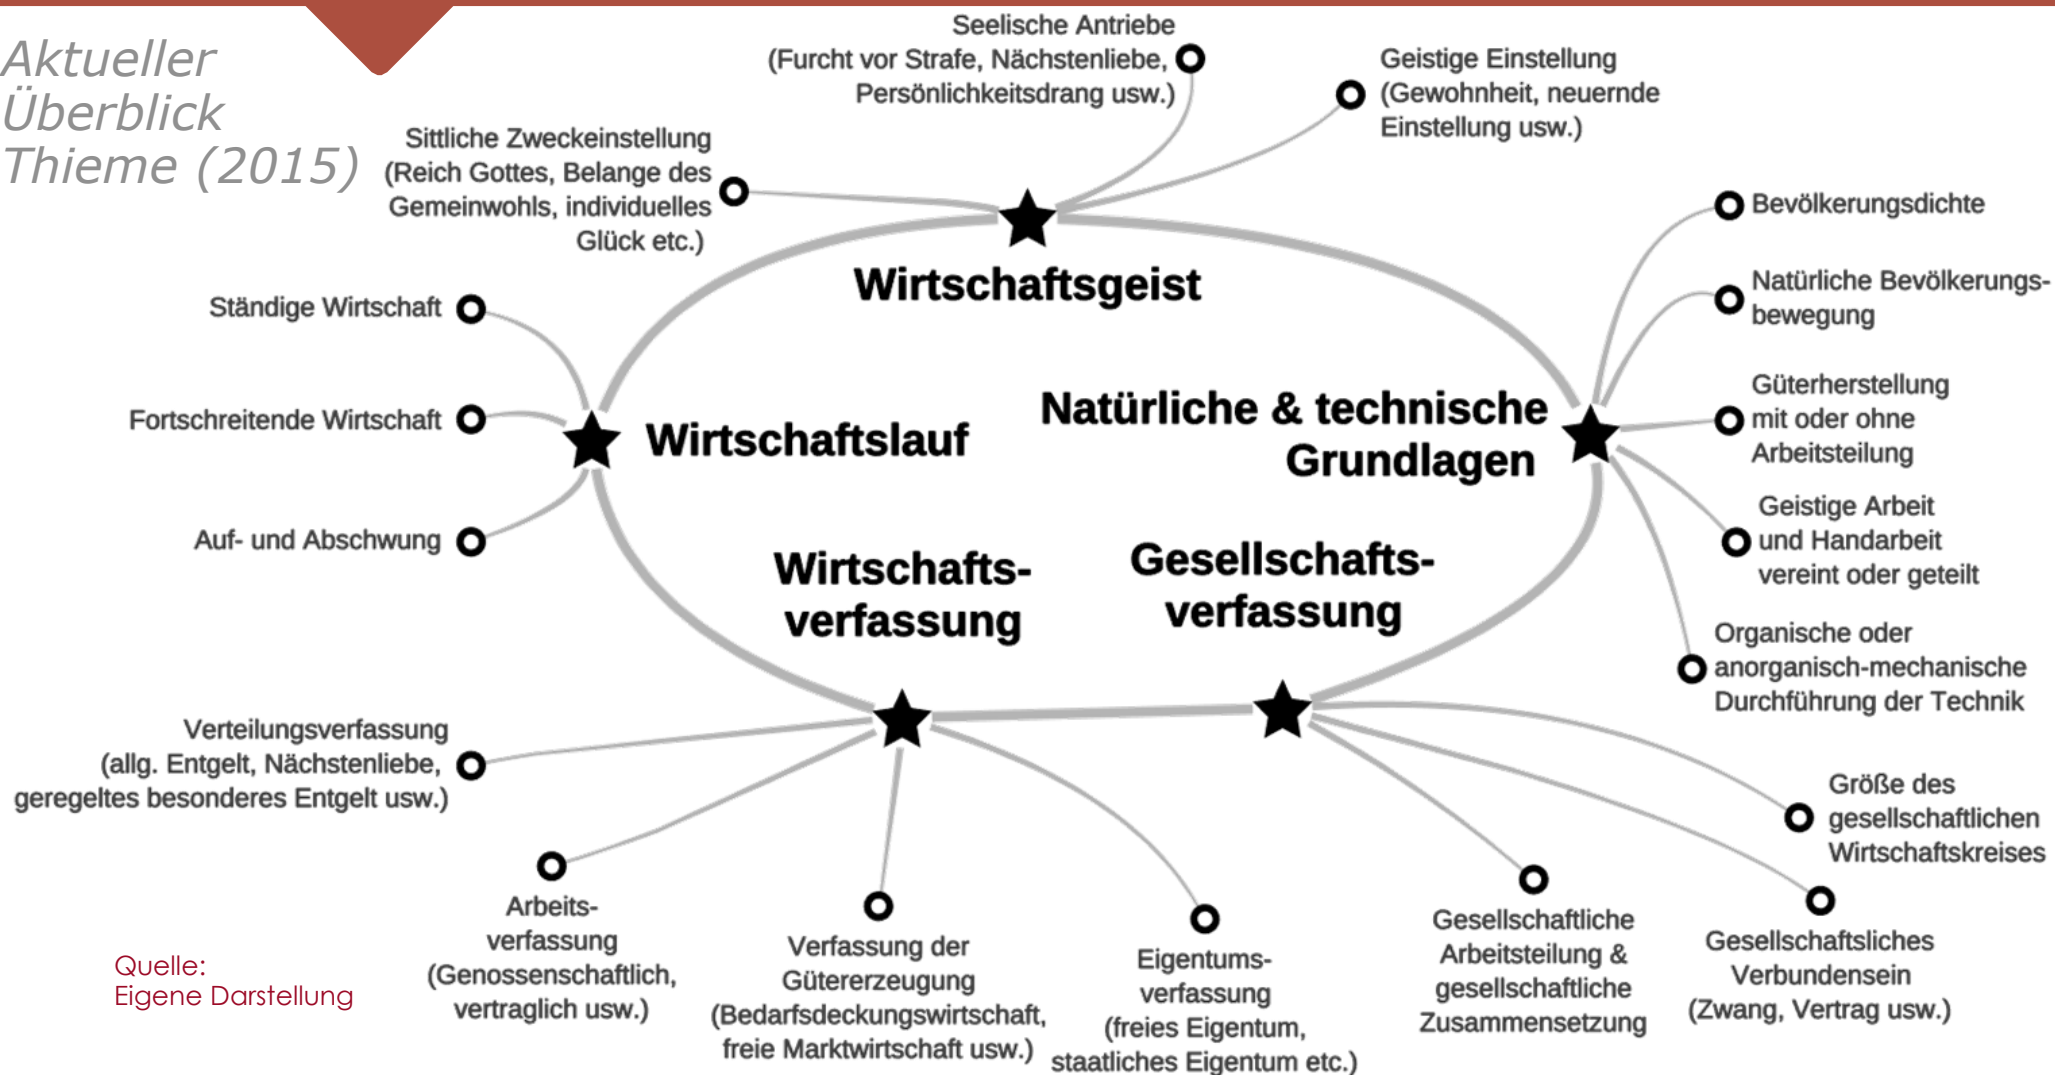 Aktueller
Überblick
Thieme (2015)
Seelische Antriebe
(Furcht vor Strafe, Nächstenliebe,
Persönlichkeitsdrang usw.)
Geistige Einstellung
(Gewohnheit, neuernde
Einstellung usw.)
Sittliche Zweckeinstellung
(Reich Gottes, Belange des
Gemeinwohls, individuelles
Glück etc.)
Wirtschaftsgeist
Bevölkerungsdichte
Natürliche Bevölkerungs-
bewegung
Güterherstellung
mit oder ohne
Arbeitsteilung
Geistige Arbeit
und Handarbeit
vereint oder geteilt
Organische oder
anorganisch-mechanische
Durchführung der Technik
Natürliche & technische
Grundlagen
Ständige Wirtschaft
Fortschreitende Wirtschaft
Auf- und Abschwung
Wirtschaftslauf
Wirtschafts-
verfassung
Gesellschafts-
verfassung
Verteilungsverfassung
(allg. Entgelt, Nächstenliebe,
geregeltes besonderes Entgelt usw.)
Arbeits-
verfassung
(Genossenschaftlich,
vertraglich usw.)
Verfassung der
Gütererzeugung
(Bedarfsdeckungswirtschaft,
freie Marktwirtschaft usw.)
Eigentums-
verfassung
(freies Eigentum,
staatliches Eigentum etc.)
Gesellschaftliche
Arbeitsteilung &
gesellschaftliche
Zusammensetzung
Gesellschaftsliches
Verbundensein
(Zwang, Vertrag usw.)
Größe des
gesellschaftlichen
Wirtschaftskreises
Quelle:
Eigene Darstellung